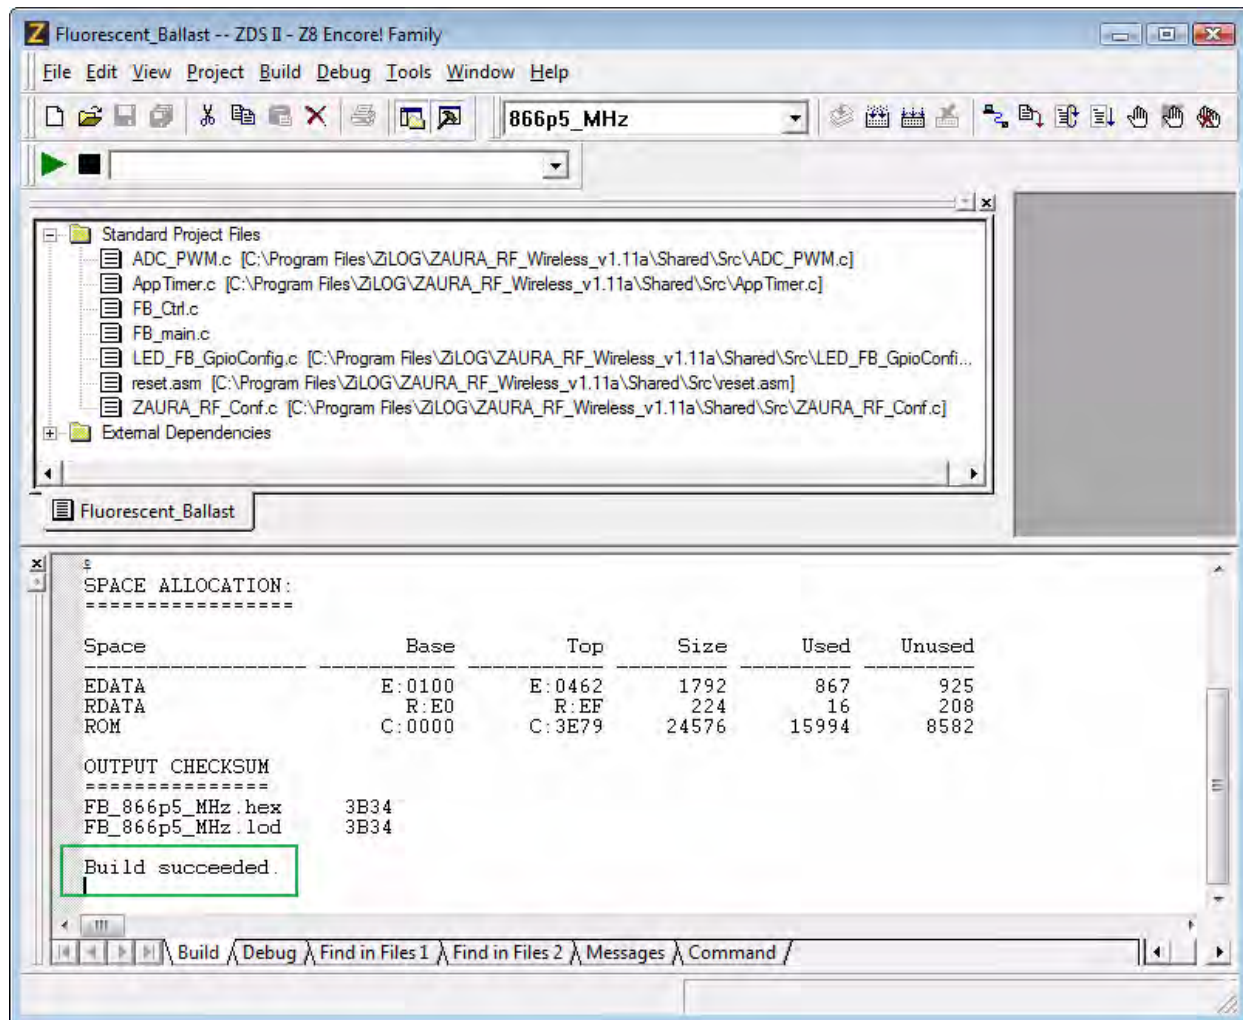 Fluorescent_Ballast -- ZDS II - Z8 Encore! Family
File Edit View Project Build Debug Tools Window Help
866p5_MHz
Standard Project Files
ADC_PWM.c [C:\Program Files\ZiLOG\ZAURA_RF_Wireless_v1.11a\Shared\Src\ADC_PWM.c]
AppTimer.c [C:\Program Files\ZiLOG\ZAURA_RF_Wireless_v1.11a\Shared\Src\AppTimer.c]
FB_Ctrl.c
FB_main.c
LED_FB_GpioConfig.c [C:\Program Files\ZiLOG\ZAURA_RF_Wireless_v1.11a\Shared\Src\LED_FB_GpioConfi...
reset.asm [C:\Program Files\ZiLOG\ZAURA_RF_Wireless_v1.11a\Shared\Src\reset.asm]
ZAURA_RF_Conf.c [C:\Program Files\ZiLOG\ZAURA_RF_Wireless_v1.11a\Shared\Src\ZAURA_RF_Conf.c]
External Dependencies
Fluorescent_Ballast
SPACE ALLOCATION:
=================
Space Base Top Size Used Unused
EDATA E:0100 E:0462 1792 867 925
RDATA R:E0 R:EF 224 16 208
ROM C:0000 C:3E79 24576 15994 8582
OUTPUT CHECKSUM
===============
FB_866p5_MHz.hex 3B34
FB_866p5_MHz.lod 3B34
Build succeeded.
Build Debug Find in Files 1 Find in Files 2 Messages Command